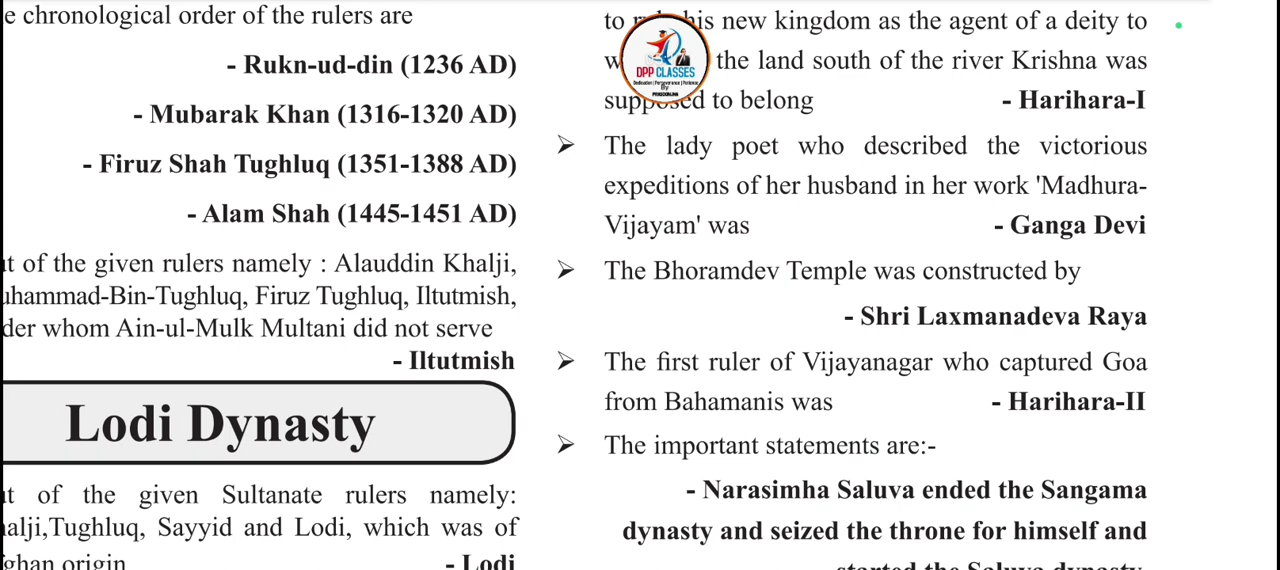 e chronological order of the rulers are
- Rukn-ud-din (1236 AD)
- Mubarak Khan (1316-1320 AD)
- Firuz Shah Tughluq (1351-1388 AD)
- Alam Shah (1445-1451 AD)
t of the given rulers namely : Alauddin Khalji,
uhammad-Bin-Tughluq, Firuz Tughluq, Iltutmish,
der whom Ain-ul-Mulk Multani did not serve
- Iltutmish
Lodi Dynasty
t of the given Sultanate rulers namely:
alji,Tughluq, Sayyid and Lodi, which was of
ghan origin - Lodi
to his new kingdom as the agent of a deity to
the land south of the river Krishna was
supposed to belong - Harihara-I
➢ The lady poet who described the victorious
expeditions of her husband in her work 'Madhura-
Vijayam' was - Ganga Devi
➢ The Bhoramdev Temple was constructed by
- Shri Laxmanadeva Raya
➢ The first ruler of Vijayanagar who captured Goa
from Bahamanis was - Harihara-II
➢ The important statements are:-
- Narasimha Saluva ended the Sangama
dynasty and seized the throne for himself and
started the Saluva dynasty.
DPP CLASSES
By